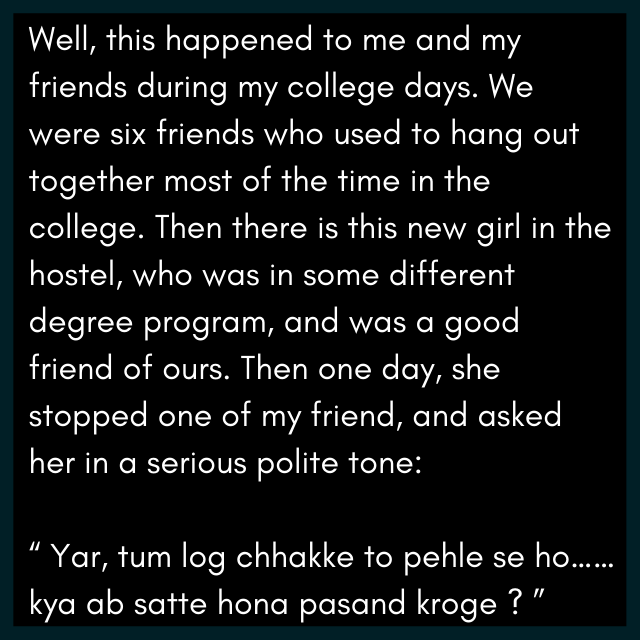 Well, this happened to me and my
friends during my college days. We
were six friends who used to hang out
together most of the time in the
college. Then there is this new girl in the
hostel, who was in some different
degree program, and was a good
friend of ours. Then one day, she
stopped one of my friend, and asked
her in a serious polite tone:
“ Yar, tum log chhakke to pehle se ho......
kya ab satte hona pasand kroge ? ”